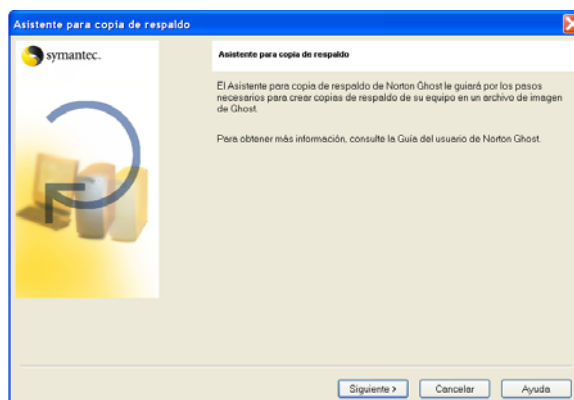 Asistente para copia de respaldo
symantec.
Asistente para copia de respaldo
El Asistente para copia de respaldo de Norton Ghost le guiará por los pasos
necesarios para crear copias de respaldo de su equipo en un archivo de imagen
de Ghost.
Para obtener más información, consulte la Guía del usuario de Norton Ghost.
Siguiente >
Cancelar
Ayuda